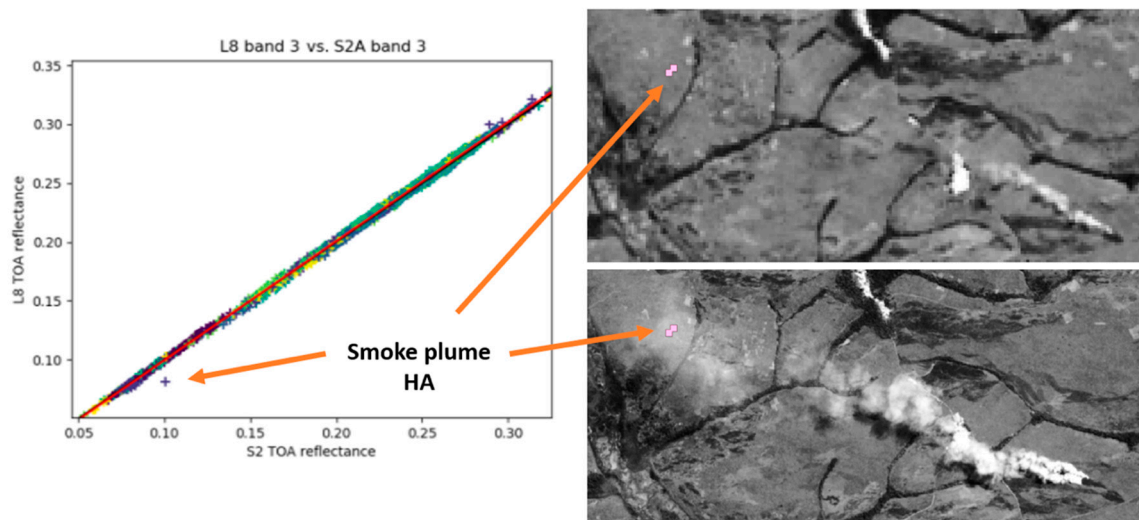 L8 band 3 vs. S2A band 3
0.35
0.30
0.25
0.20
0.15
0.10
L8 TOA reflectance
0.05 0.10 0.15 0.20 0.25 0.30
S2 TOA reflectance
Smoke plume
HA